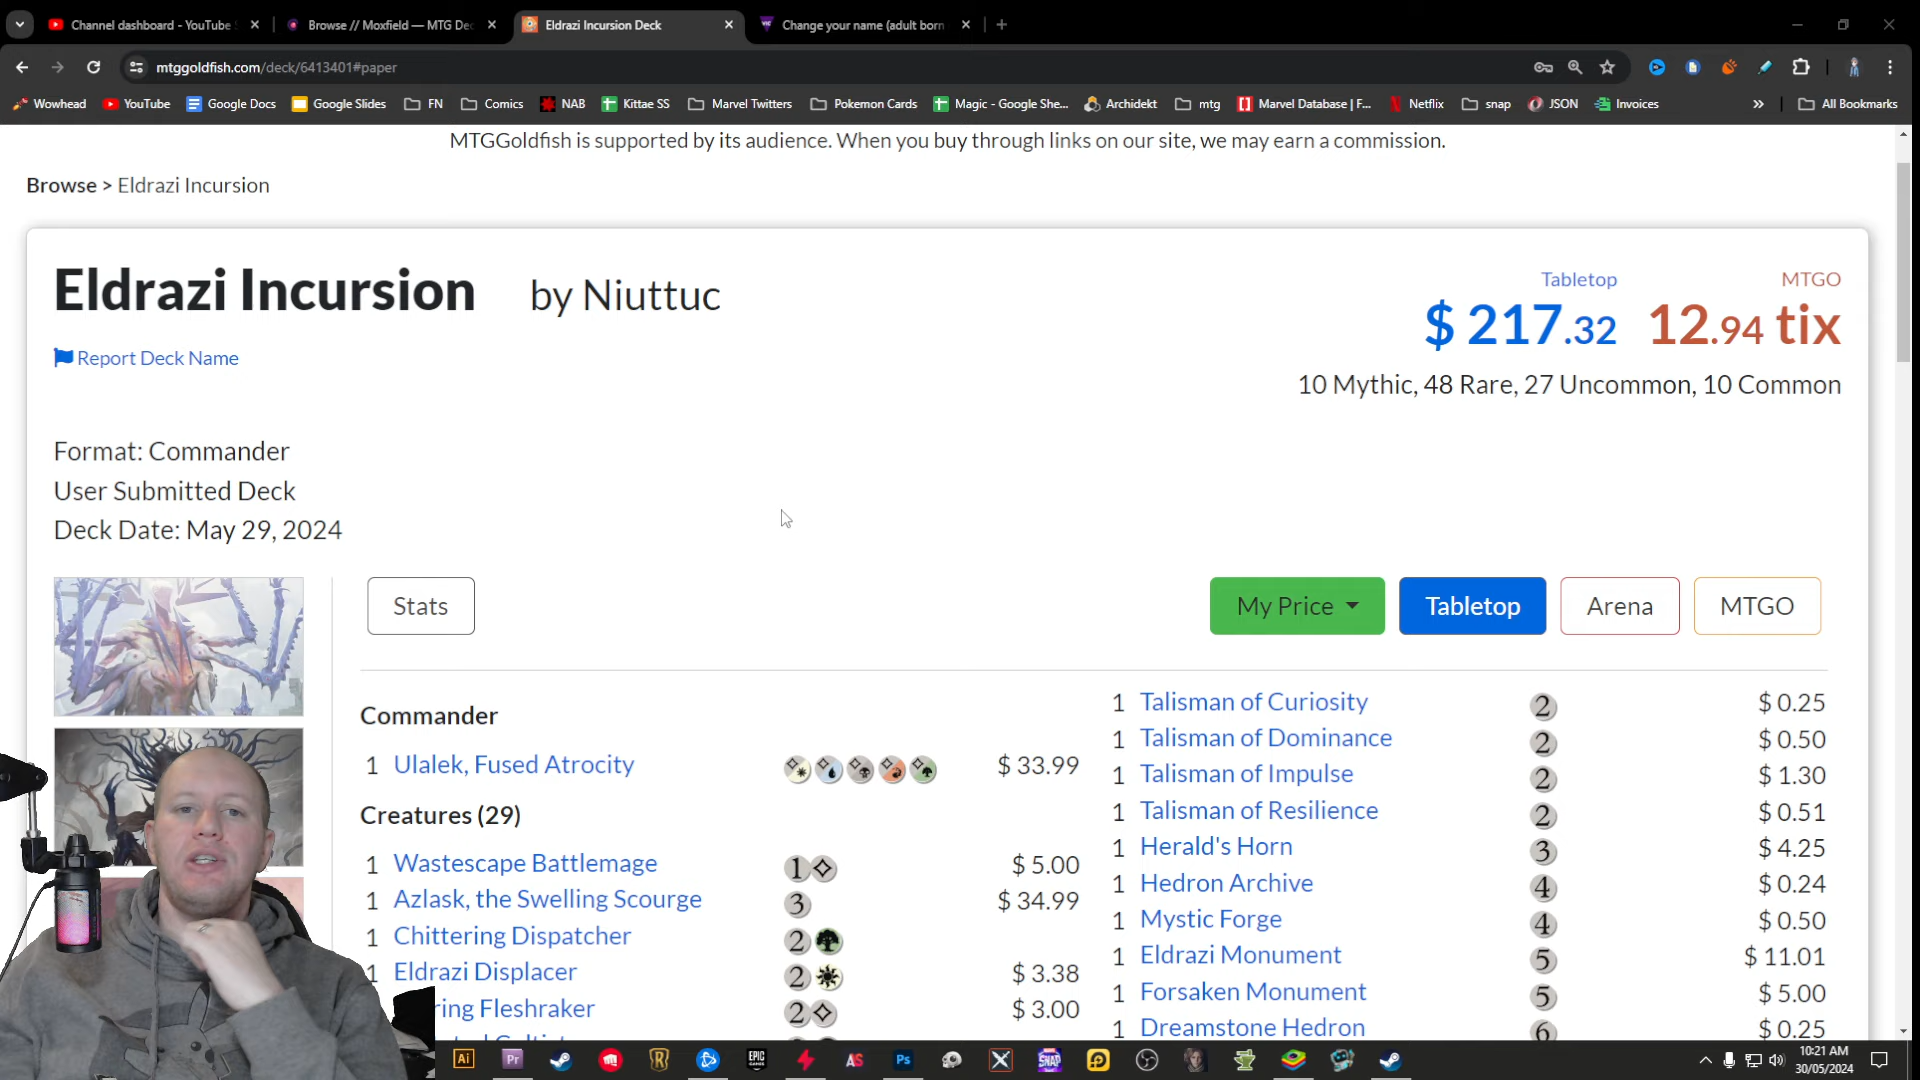 Channel dashboard - YouTube
Browse // Moxfield — MTG Dec
Eldrazi Incursion Deck
Change your name (adult born
mtggoldfish.com/deck/6413401#paper
Wowhead
YouTube
Google Docs
Google Slides
FN
Comics
NAB
Kittae SS
Marvel Twitters
Pokemon Cards
Magic - Google She...
Archidekt
mtg
Marvel Database | F...
Netflix
snap
JSON
Invoices
All Bookmarks
MTGGoldfish is supported by its audience. When you buy through links on our site, we may earn a commission.
Browse > Eldrazi Incursion
Eldrazi Incursion by Niuttuc
Report Deck Name
Tabletop
$ 217.32
MTGO
12.94 tix
10 Mythic, 48 Rare, 27 Uncommon, 10 Common
Format: Commander
User Submitted Deck
Deck Date: May 29, 2024
Stats
My Price
Tabletop
Arena
MTGO
Commander
1 Ulalek, Fused Atrocity $ 33.99
Creatures (29)
1 Wastescape Battlemage 1 $ 5.00
1 Azlask, the Swelling Scourge 3 $ 34.99
1 Chittering Dispatcher 2
1 Eldrazi Displacer 2 $ 3.38
ring Fleshraker 2 $ 3.00
1 Talisman of Curiosity 2 $ 0.25
1 Talisman of Dominance 2 $ 0.50
1 Talisman of Impulse 2 $ 1.30
1 Talisman of Resilience 2 $ 0.51
1 Herald's Horn 3 $ 4.25
1 Hedron Archive 4 $ 0.24
1 Mystic Forge 4 $ 0.50
1 Eldrazi Monument 5 $ 11.01
1 Forsaken Monument 5 $ 5.00
1 Dreamstone Hedron 6 $ 0.25
Ai
Pr
EPIC GAMES
AS
Ps
SNAP
10:21 AM
30/05/2024